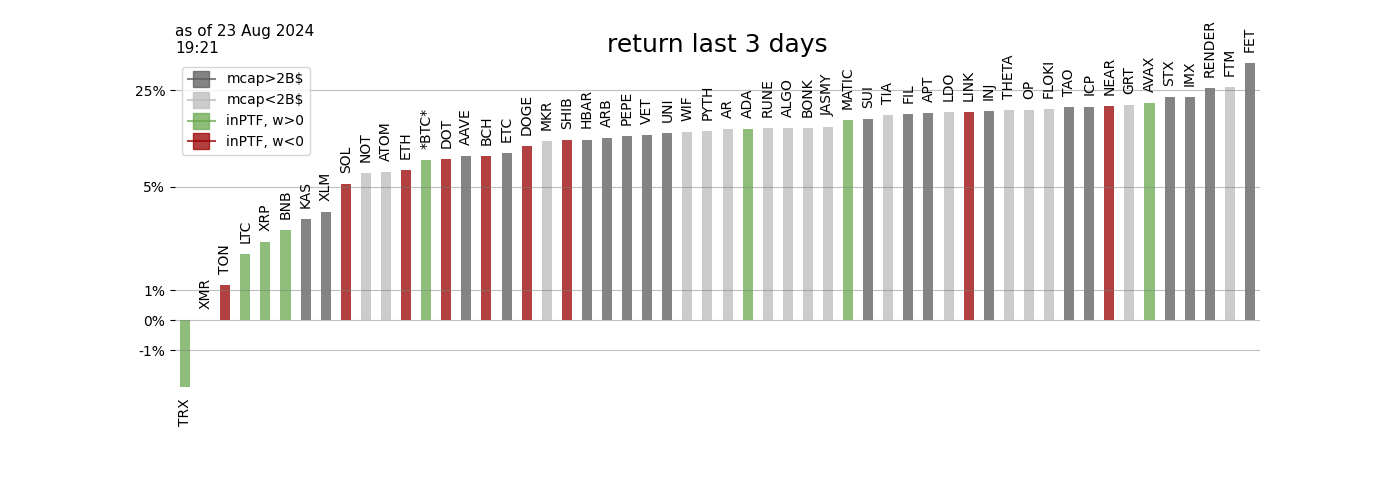 as of 23 Aug 2024
19:21
return last 3 days
mcap>2B$
mcap<2B$
inPTF, w>0
inPTF, w<0
25%
5%
1%
0%
-1%
TRX
XMR
TON
LTC
XRP
BNB
KAS
XLM
SOL
NOT
ATOM
ETH
*BTC*
DOT
AAVE
BCH
ETC
DOGE
MKR
SHIB
HBAR
ARB
PEPE
VET
UNI
WIF
PYTH
AR
ADA
RUNE
ALGO
BONK
JASMY
MATIC
SUI
TIA
FIL
APT
LDO
LINK
INJ
THETA
OP
FLOKI
TAO
ICP
NEAR
GRT
AVAX
STX
IMX
RENDER
FTM
FET